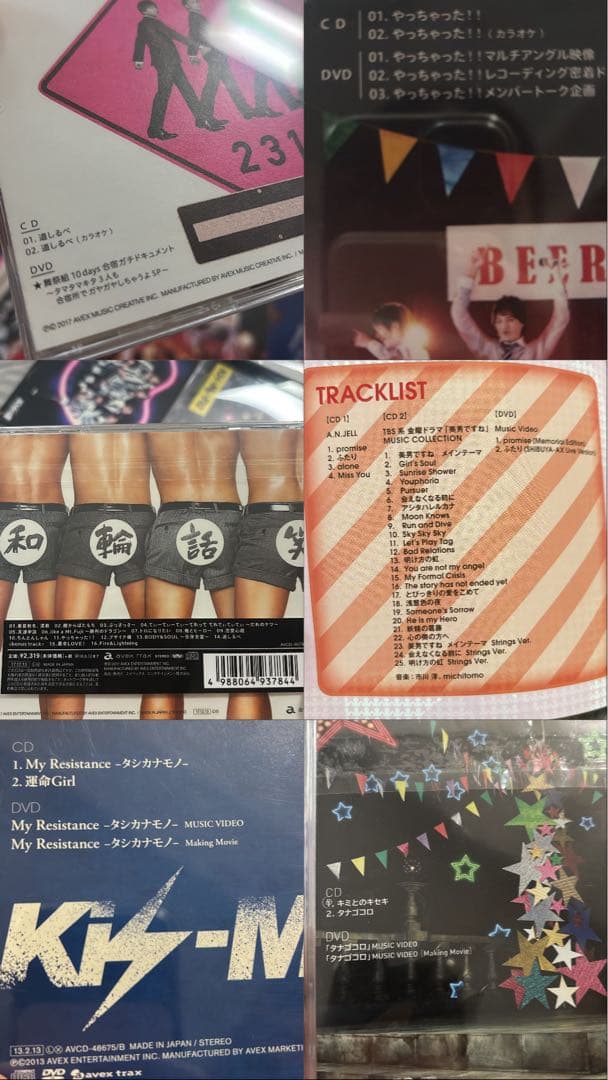 231
CD
01. 道しるべ
02. 道しるべ (カラオケ)
DVD
★舞祭組 10days 合宿ガチドキュメント
〜タマタマキタ3人も
合宿所でガヤガヤしちゃうよSP〜
ⓅⒸ 2017 AVEX MUSIC CREATIVE INC. MANUFACTURED BY AVEX MUSIC CREATIVE INC.
CD
01. やっちゃった!!
02. やっちゃった!! (カラオケ)
DVD
01. やっちゃった!! マルチアングル映像
02. やっちゃった!! レコーディング密着ド
03. やっちゃった!! メンバートーク企画
BEER
和 輪 話 笑
avex trax
4 988064 937844
TRACKLIST
[CD 1]
A.N.JELL
1. promise
2. ふたり
3. alone
4. Miss You
[CD 2]
TBS系 金曜ドラマ「美男ですね」
MUSIC COLLECTION
1. 美男ですね メインテーマ
2. Girl's Soul
3. Sunrise Shower
4. Youphoria
5. Pursuer
6. 会えなくなる前に
7. アシタハレルカナ
8. Moon Knows
9. Run and Dive
10. Sky Sky Sky
11. Let's Play Tag
12. Bad Relations
13. 明け方の虹
14. You are not my angel
15. My Formal Crisis
16. The story has not ended yet
17. とびっきりの愛をこめて
18. 浅葱色の夜
19. Someone's Sorrow
20. He is my Hero
21. 妖精の葛藤
22. 心の奥の方へ
23. 美男ですね メインテーマ Strings Ver.
24. 会えなくなる前に Strings Ver.
25. 明け方の虹 Strings Ver.
音楽：市川 淳、michitomo
[DVD]
Music Video
1. promise (Memorial Edition)
2. ふたり (SHIBUYA-AX Live Version)
CD
1. My Resistance -タシカナモノ-
2. 運命Girl
DVD
My Resistance -タシカナモノ- MUSIC VIDEO
My Resistance -タシカナモノ- Making Movie
Kis-M
13.2.13 AVCD-48675/B MADE IN JAPAN / STEREO
ⓅⒸ2013 AVEX ENTERTAINMENT INC. MANUFACTURED BY AVEX MARKETI
avex trax
CD
1. キミとのキセキ
2. タナゴコロ
DVD
「タナゴコロ」MUSIC VIDEO
「タナゴコロ」MUSIC VIDEO [Making Movie]